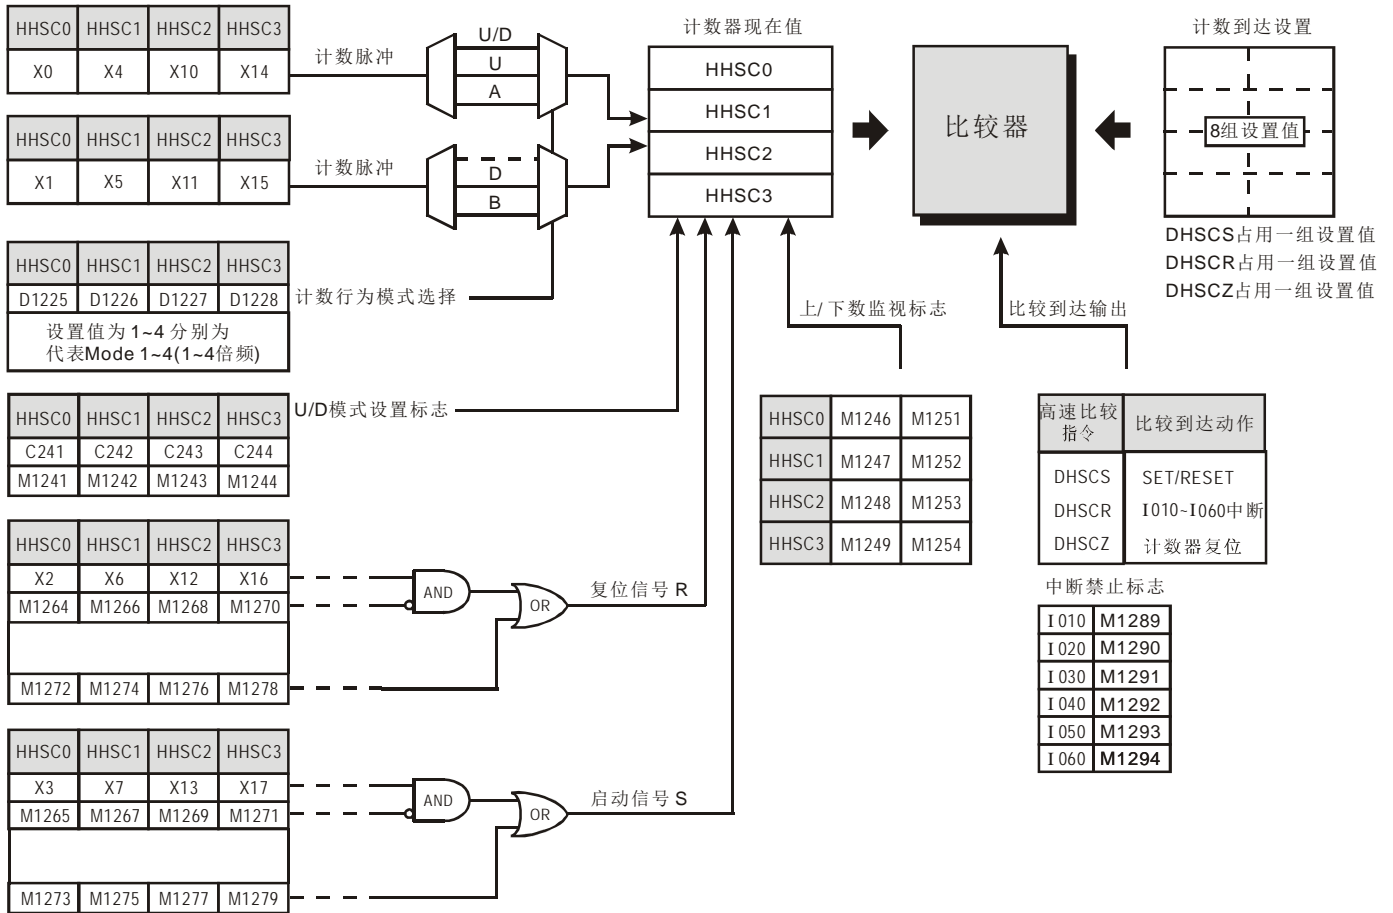 HHSC0 HHSC1 HHSC2 HHSC3
X0 X4 X10 X14
计数脉冲
U/D
U
A
HHSC0 HHSC1 HHSC2 HHSC3
X1 X5 X11 X15
计数脉冲
D
B
HHSC0 HHSC1 HHSC2 HHSC3
D1225 D1226 D1227 D1228
设置值为1~4分别为
代表Mode 1~4(1~4倍频)
计数行为模式选择
HHSC0 HHSC1 HHSC2 HHSC3
C241 C242 C243 C244
M1241 M1242 M1243 M1244
U/D模式设置标志
HHSC0 HHSC1 HHSC2 HHSC3
X2 X6 X12 X16
M1264 M1266 M1268 M1270
M1272 M1274 M1276 M1278
AND
OR
复位信号 R
HHSC0 HHSC1 HHSC2 HHSC3
X3 X7 X13 X17
M1265 M1267 M1269 M1271
M1273 M1275 M1277 M1279
AND
OR
启动信号 S
计数器现在值
HHSC0
HHSC1
HHSC2
HHSC3
比较器
计数到达设置
8组设置值
DHSCS占用一组设置值
DHSCR占用一组设置值
DHSCZ占用一组设置值
上/下数监视标志
HHSC0 M1246 M1251
HHSC1 M1247 M1252
HHSC2 M1248 M1253
HHSC3 M1249 M1254
比较到达输出
高速比较
指令
比较到达动作
DHSCS SET/RESET
DHSCR I010~I060中断
DHSCZ 计数器复位
中断禁止标志
I010 M1289
I020 M1290
I030 M1291
I040 M1292
I050 M1293
I060 M1294